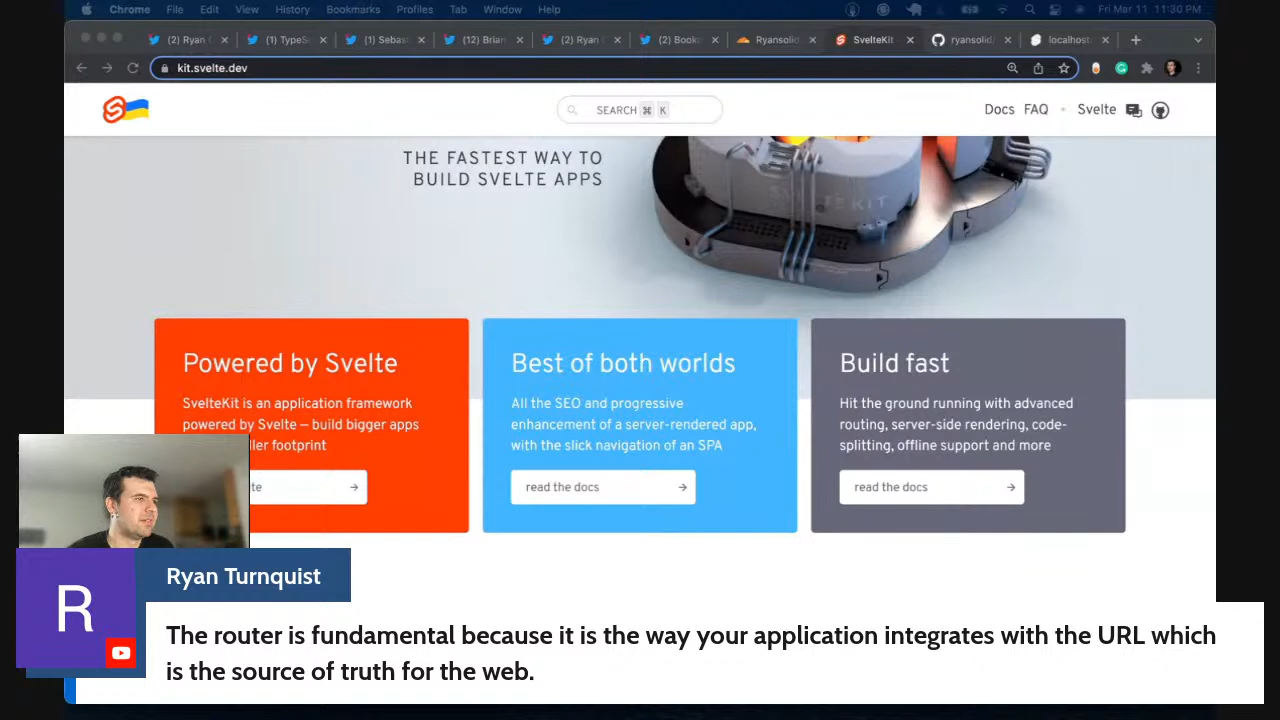 Chrome File Edit View History Bookmarks Profiles Tab Window Help Fri Mar 11 11:30 PM
(2) Ryan (1) TypeS (1) Sebas (12) Brian (2) Ryan (2) Book Ryansolid SvelteKit ryansolid/ localhost:
kit.svelte.dev
SEARCH ⌘ K Docs FAQ • Svelte
THE FASTEST WAY TO
BUILD SVELTE APPS
Powered by Svelte
SvelteKit is an application framework
powered by Svelte — build bigger apps
ller footprint
te →
Best of both worlds
All the SEO and progressive
enhancement of a server-rendered app,
with the slick navigation of an SPA
read the docs →
Build fast
Hit the ground running with advanced
routing, server-side rendering, code-
splitting, offline support and more
read the docs →
R
Ryan Turnquist
The router is fundamental because it is the way your application integrates with the URL which
is the source of truth for the web.